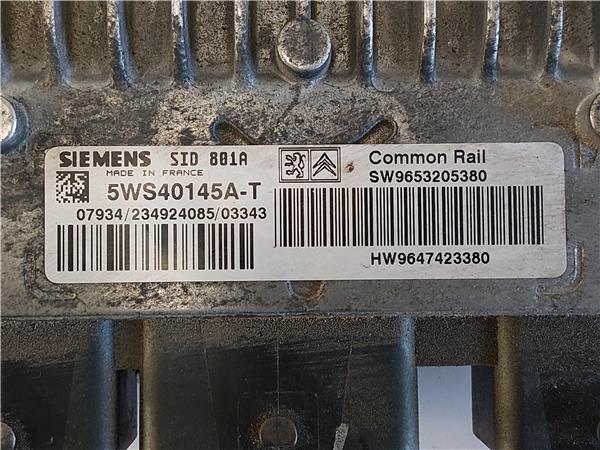 SIEMENS SID 801A
MADE IN FRANCE
5WS40145A-T
07934/234924085/03343
Common Rail
SW9653205380
HW9647423380